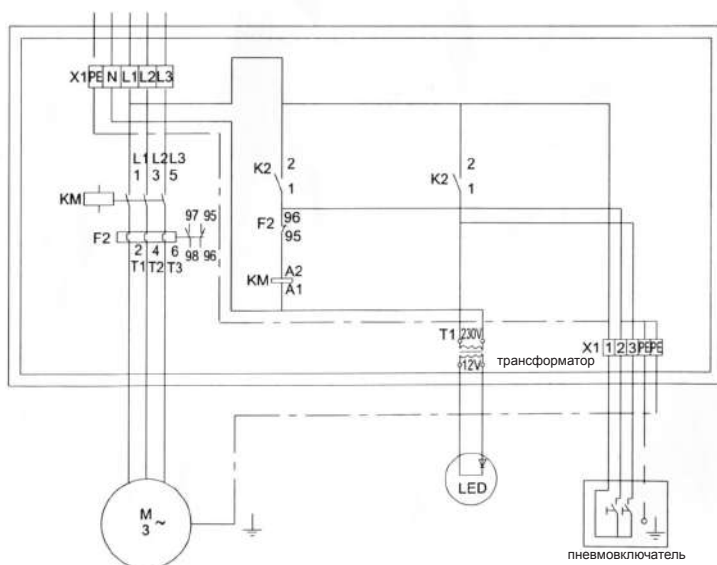 X1 PE N L1 L2 L3
L1 L2 L3
1 3 5
KM
F2
97 95
98 96
2 4 6
T1 T2 T3
K2
2
1
F2
96
95
KM
A2
A1
K2
2
1
T1
230V
12V
трансформатор
X1 1 2 3 PE PE
M
3 ~
LED
пневмовключатель